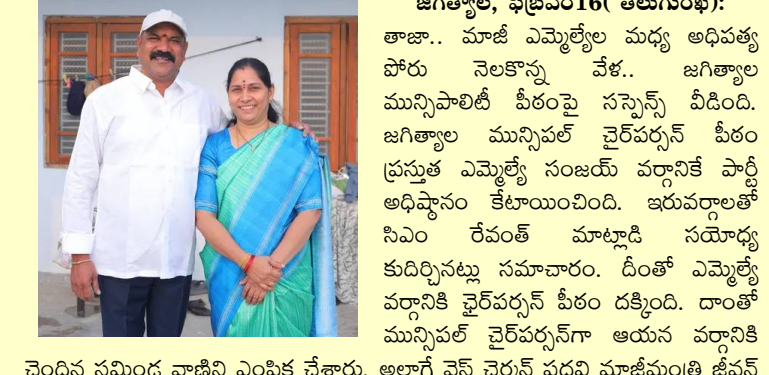 జగిత్యాల, ఫిబ్రవరి16( తెలుగుంఖ):
తాజా.. మాజీ ఎమ్మెల్యేల మధ్య అధిపత్య
పోరు నెలకొన్న వేళ.. జగిత్యాల
మున్సిపాలిటీ పీఠంపై సస్పెన్స్ వీడింది.
జగిత్యాల మున్సిపల్ చైర్‌పర్సన్ పీఠం
ప్రస్తుత ఎమ్మెల్యే సంజయ్ వర్గానికే పార్టీ
అధిష్ఠానం కేటాయించింది. ఇరువర్గాలతో
సిఎం రేవంత్ మాట్లాడి సయోధ్య
కుదిర్చినట్లు సమాచారం. దీంతో ఎమ్మెల్యే
వర్గానికి ఛైర్‌పర్సన్ పీఠం దక్కింది. దాంతో
మున్సిపల్ చైర్‌పర్సన్‌గా ఆయన వర్గానికి
చెందిన సమిండ్ల వాణిని ఎంపిక చేశారు. అలాగే వైస్ చైర్మన్ పదవి మాజీమంత్రి జీవన్